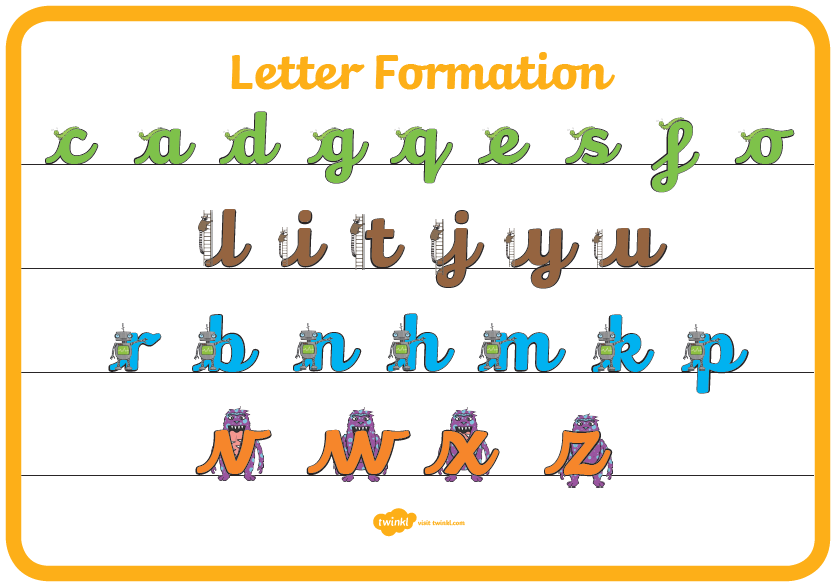 Letter Formation
c a d g q e s f o
l i t j y u
r b n h m k p
v w x z
twinkl visit twinkl.com